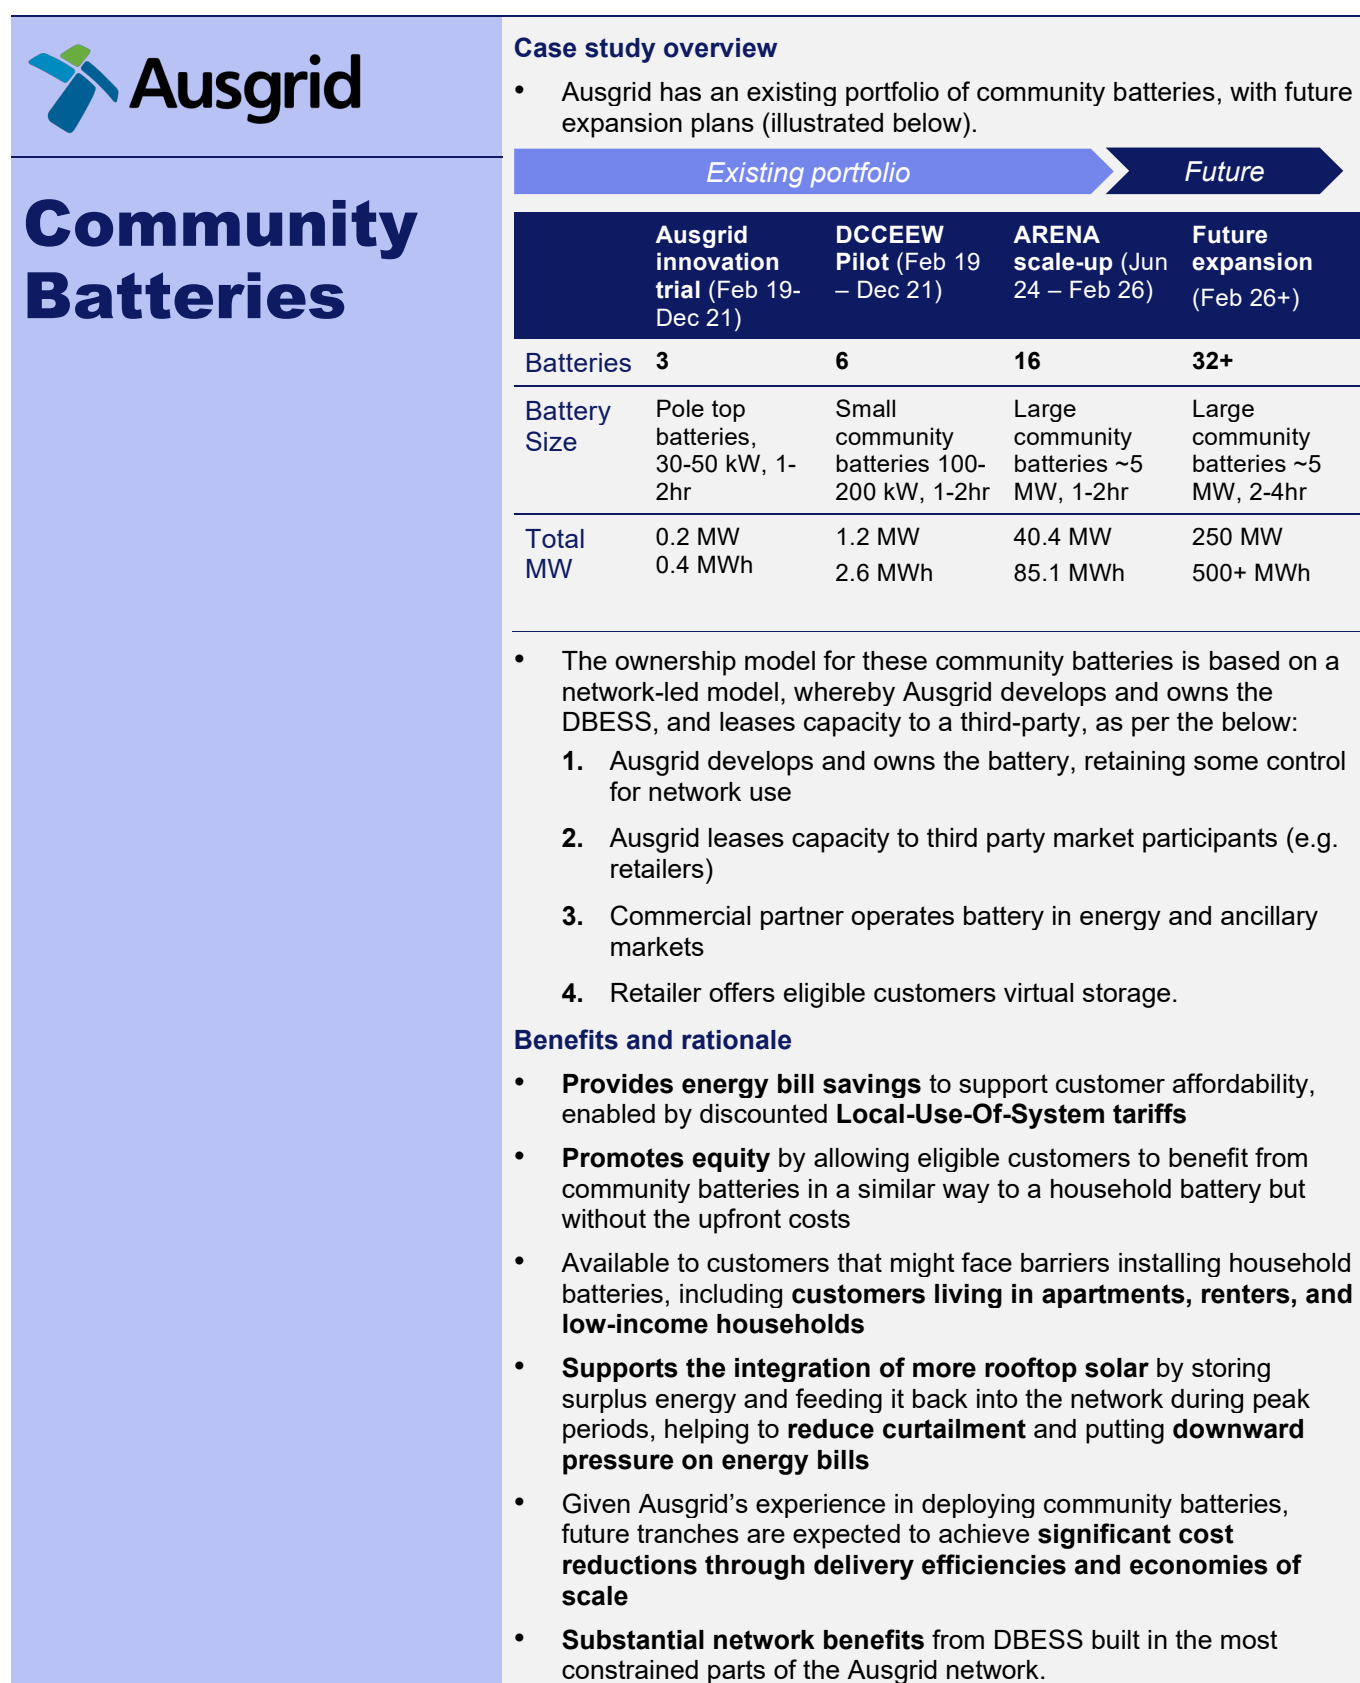 Ausgrid
Community
Batteries
Case study overview
• Ausgrid has an existing portfolio of community batteries, with future
expansion plans (illustrated below).
Existing portfolio
Future
Ausgrid
innovation
trial (Feb 19-
Dec 21)
DCCEEW
Pilot (Feb 19
– Dec 21)
ARENA
scale-up (Jun
24 – Feb 26)
Future
expansion
(Feb 26+)
Batteries 3 6 16 32+
Battery
Size
Pole top
batteries,
30-50 kW, 1-
2hr
Small
community
batteries 100-
200 kW, 1-2hr
Large
community
batteries ~5
MW, 1-2hr
Large
community
batteries ~5
MW, 2-4hr
Total
MW
0.2 MW
0.4 MWh
1.2 MW
2.6 MWh
40.4 MW
85.1 MWh
250 MW
500+ MWh
• The ownership model for these community batteries is based on a
network-led model, whereby Ausgrid develops and owns the
DBESS, and leases capacity to a third-party, as per the below:
1. Ausgrid develops and owns the battery, retaining some control
for network use
2. Ausgrid leases capacity to third party market participants (e.g.
retailers)
3. Commercial partner operates battery in energy and ancillary
markets
4. Retailer offers eligible customers virtual storage.
Benefits and rationale
• Provides energy bill savings to support customer affordability,
enabled by discounted Local-Use-Of-System tariffs
• Promotes equity by allowing eligible customers to benefit from
community batteries in a similar way to a household battery but
without the upfront costs
• Available to customers that might face barriers installing household
batteries, including customers living in apartments, renters, and
low-income households
• Supports the integration of more rooftop solar by storing
surplus energy and feeding it back into the network during peak
periods, helping to reduce curtailment and putting downward
pressure on energy bills
• Given Ausgrid’s experience in deploying community batteries,
future tranches are expected to achieve significant cost
reductions through delivery efficiencies and economies of
scale
• Substantial network benefits from DBESS built in the most
constrained parts of the Ausgrid network.